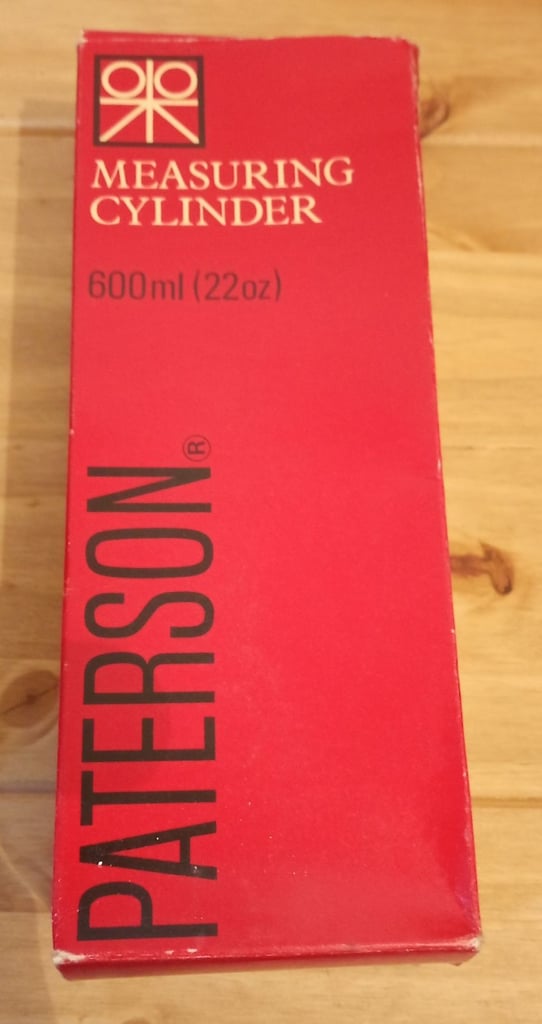 MEASURING
CYLINDER
600ml (22oz)
PATERSON®